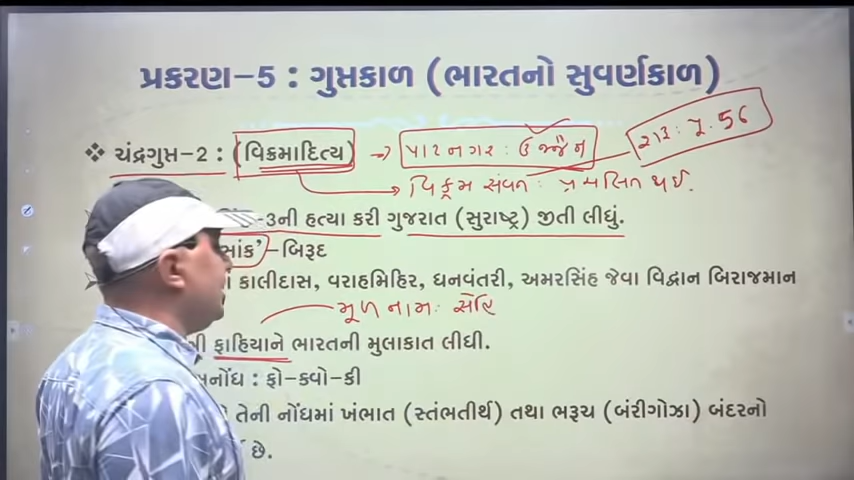 પ્રકરણ–5 : ગુપ્તકાળ (ભારતનો સુવર્ણકાળ)
❖ ચંદ્રગુપ્ત–2 : (વિક્રમાદિત્ય) → પાટનગર : ઉજ્જૈન
વિક્રમ સંવત : પ્રચલિત થઈ.
-3ની હત્યા કરી ગુજરાત (સુરાષ્ટ્ર) જીતી લીધું.
સાંક’–બિરૂદ
કાલીદાસ, વરાહમિહિર, ધનવંતરી, અમરસિંહ જેવા વિદ્વાન બિરાજમાન
મૂળ નામ:
ફાહિયાને ભારતની મુલાકાત લીધી.
નોંધ : ફો–ક્વો–કી
તેની નોંધમાં ખંભાત (સ્તંભતીર્થ) તથા ભરૂચ (બંરીગોઝા) બંદરનો
છે.